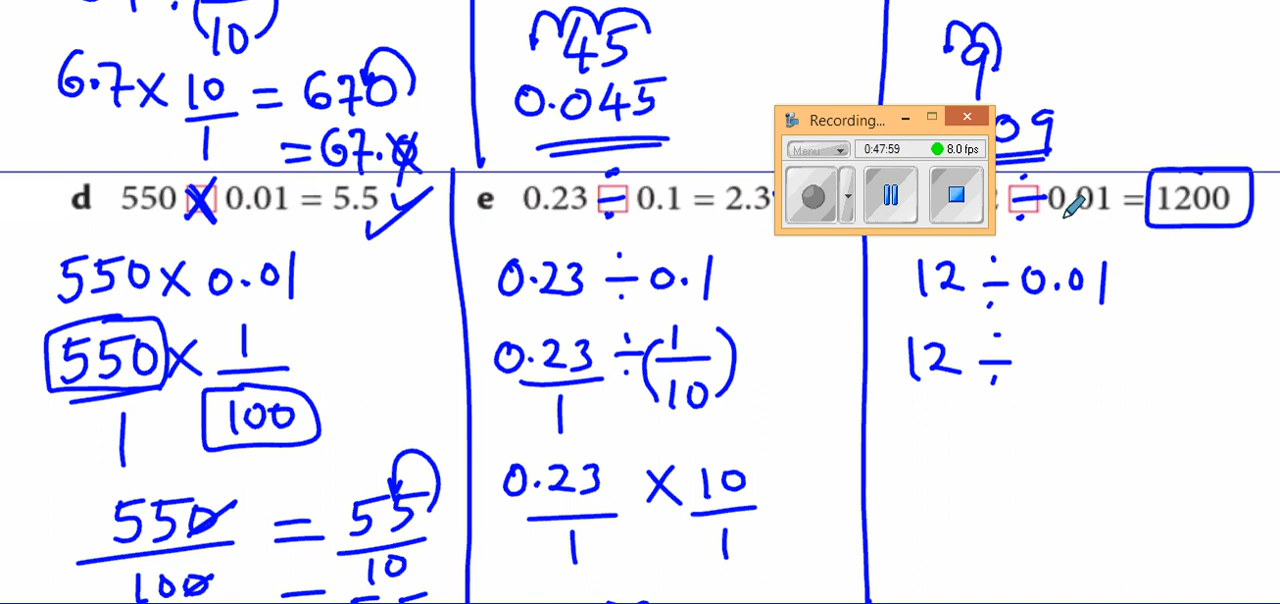 10
6.7 × 10/1 = 670
= 67.0
45
0.045
9
09
Recording...
Menu 0:47:59 8.0 fps
d 550 × 0.01 = 5.5 ✓
550 × 0.01
550/1 × 1/100
550/100 = 55/10
=
e 0.23 ÷ 0.1 = 2.3
0.23 ÷ 0.1
0.23/1 ÷ (1/10)
0.23/1 × 10/1
÷ 0.01 = 1200
12 ÷ 0.01
12 ÷